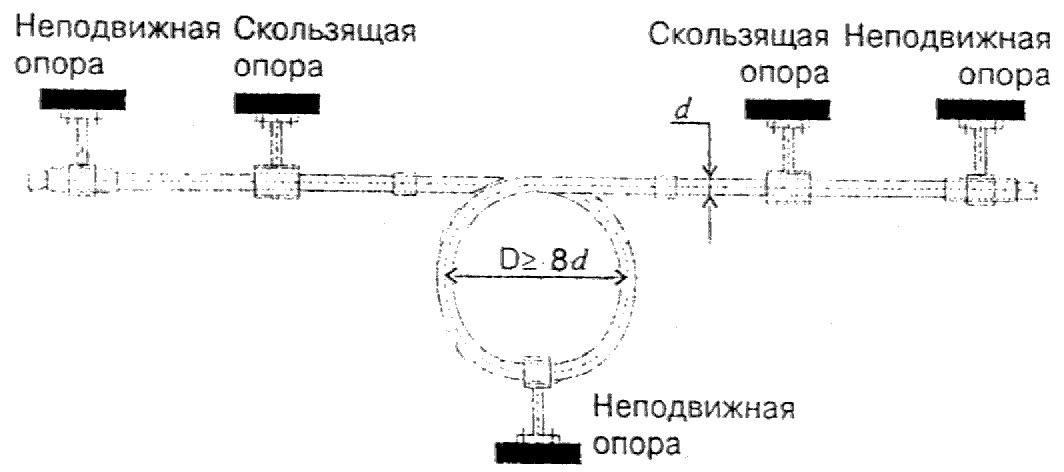 Неподвижная опора
Скользящая опора
Скользящая опора
Неподвижная опора
d
D≥ 8d
Неподвижная
опора